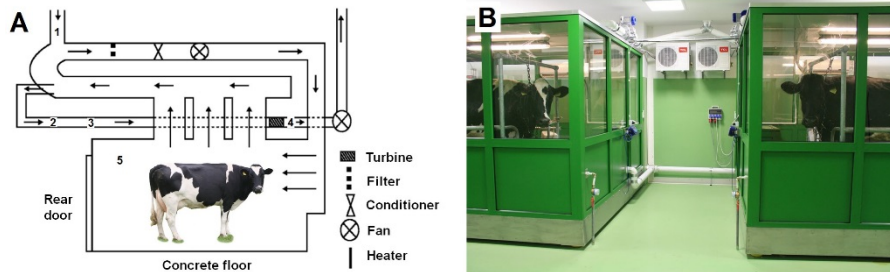 A
1
2
3
4
5
Rear
door
Concrete floor
Turbine
Filter
Conditioner
Fan
Heater
B